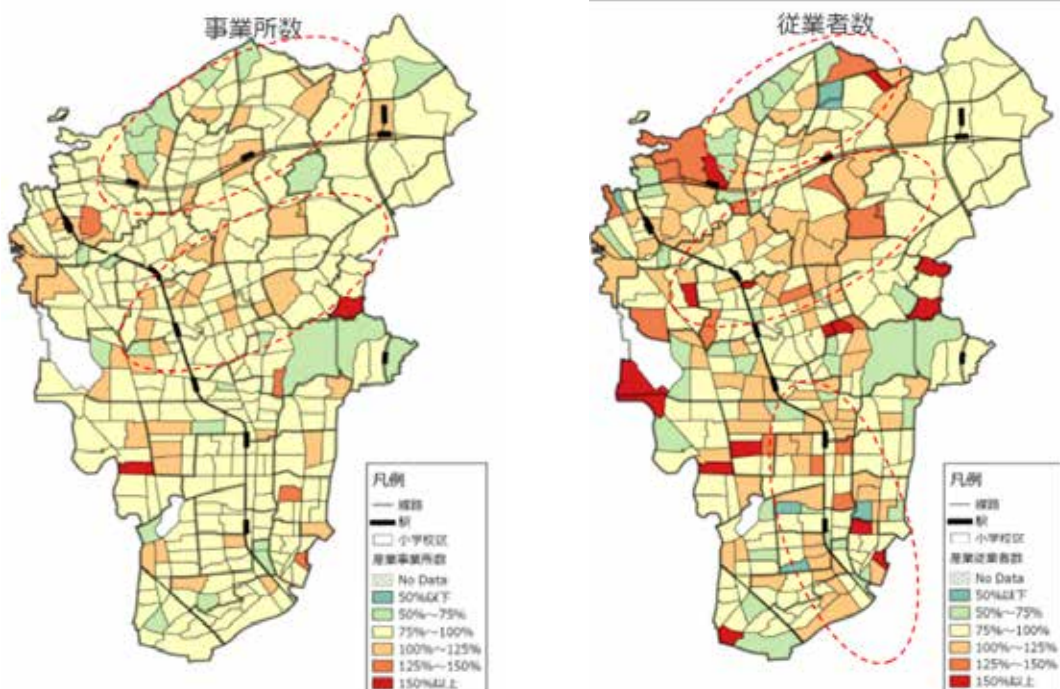 事業所数
凡例
線路
駅
小学校区
産業事業所数
No Data
50%以下
50%～75%
75%～100%
100%～125%
125%～150%
150%以上
従業者数
凡例
線路
駅
小学校区
産業従業者数
No Data
50%以下
50%～75%
75%～100%
100%～125%
125%～150%
150%以上